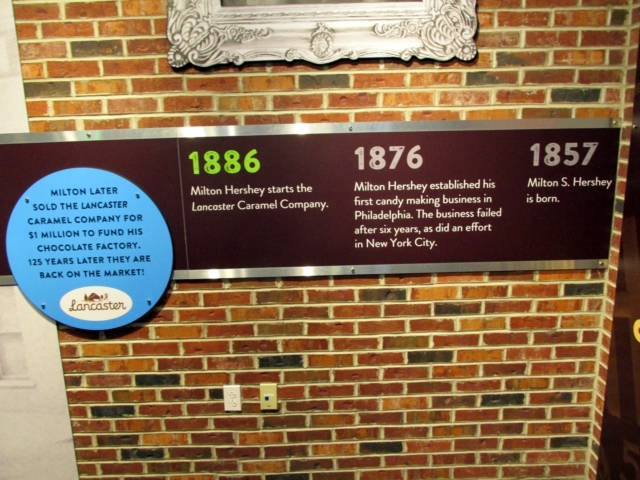 MILTON LATER
SOLD THE LANCASTER
CARAMEL COMPANY FOR
$1 MILLION TO FUND HIS
CHOCOLATE FACTORY.
125 YEARS LATER THEY ARE
BACK ON THE MARKET!
Lancaster
1886
Milton Hershey starts the
Lancaster Caramel Company.
1876
Milton Hershey established his
first candy making business in
Philadelphia. The business failed
after six years, as did an effort
in New York City.
1857
Milton S. Hershey
is born.